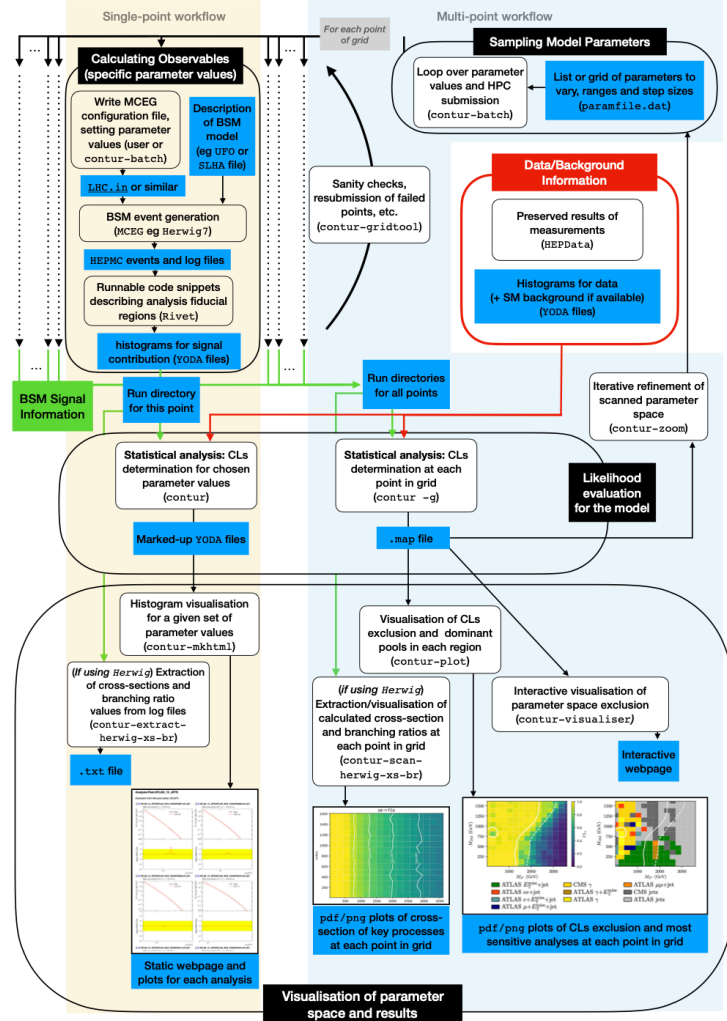 Single-point workflow
Multi-point workflow
For each point
of grid
...
...
Calculating Observables
(specific parameter values)
Write MCEG
configuration file,
setting parameter
values (user or
contur-batch)
Description
of BSM model
(eg UFO or
SLHA file)
LHC.in or similar
BSM event generation
(MCEG eg Herwig7)
HEPMC events and log files
Runnable code snippets
describing analysis fiducial
regions (Rivet)
histograms for signal
contribution (YODA files)
...
...
Sampling Model Parameters
Loop over parameter
values and HPC
submission
(contur-batch)
List or grid of parameters to
vary, ranges and step sizes
(paramfile.dat)
Sanity checks,
resubmission of failed
points, etc.
(contur-gridtool)
Data/Background
Information
Preserved results of
measurements
(HEPData)
Histograms for data
(+ SM background if available)
(YODA files)
BSM Signal
Information
Run directory
for this point
Run directories
for all points
Iterative refinement of
scanned parameter
space
(contur-zoom)
Statistical analysis: CLs
determination for chosen
parameter values
(contur)
Statistical analysis: CLs
determination at each
point in grid
(contur -g)
Likelihood
evaluation
for the model
Marked-up YODA files
.map file
Histogram visualisation
for a given set of
parameter values
(contur-mkhtml)
Visualisation of CLs
exclusion and dominant
pools in each region
(contur-plot)
(If using Herwig) Extraction
of cross-sections and
branching ratio
values from log files
(contur-extract-
herwig-xs-br)
(if using Herwig)
Extraction/visualisation of
calculated cross-section
and branching ratios at
each point in grid
(contur-scan-
herwig-xs-br)
Interactive visualisation of
parameter space exclusion
(contur-visualiser)
.txt file
Interactive
webpage
Static webpage and
plots for each analysis
pdf/png plots of cross-
section of key processes
at each point in grid
ATLAS +jet
CMS γ
ATLAS μμ+jet
ATLAS ee+jet
CMS jets
ATLAS γ
ATLAS jets
pdf/png plots of CLs exclusion and most
sensitive analyses at each point in grid
Visualisation of parameter
space and results